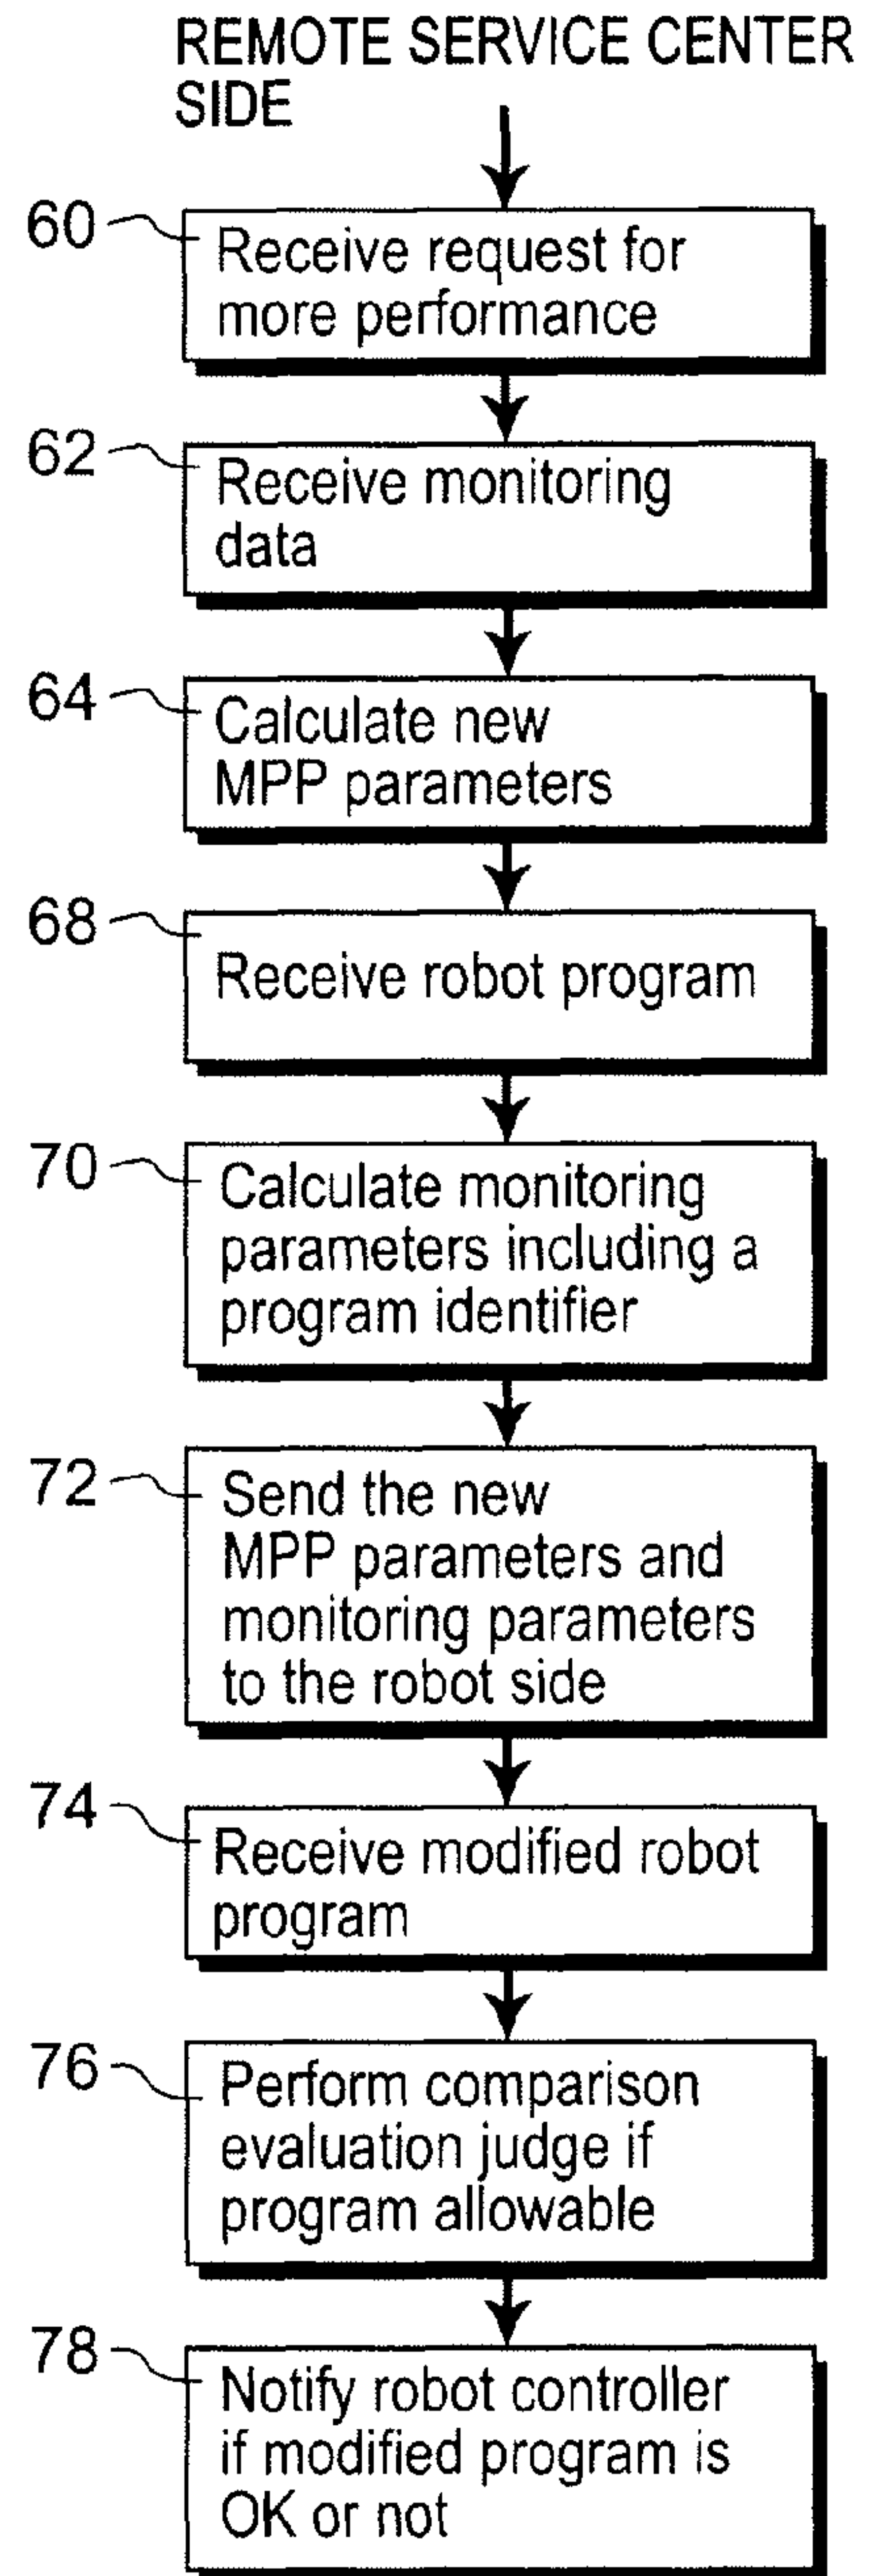 REMOTE SERVICE CENTER
SIDE
60
Receive request for
more performance
62
Receive monitoring
data
64
Calculate new
MPP parameters
68
Receive robot program
70
Calculate monitoring
parameters including a
program identifier
72
Send the new
MPP parameters and
monitoring parameters
to the robot side
74
Receive modified robot
program
76
Perform comparison
evaluation judge if
program allowable
78
Notify robot controller
if modified program is
OK or not